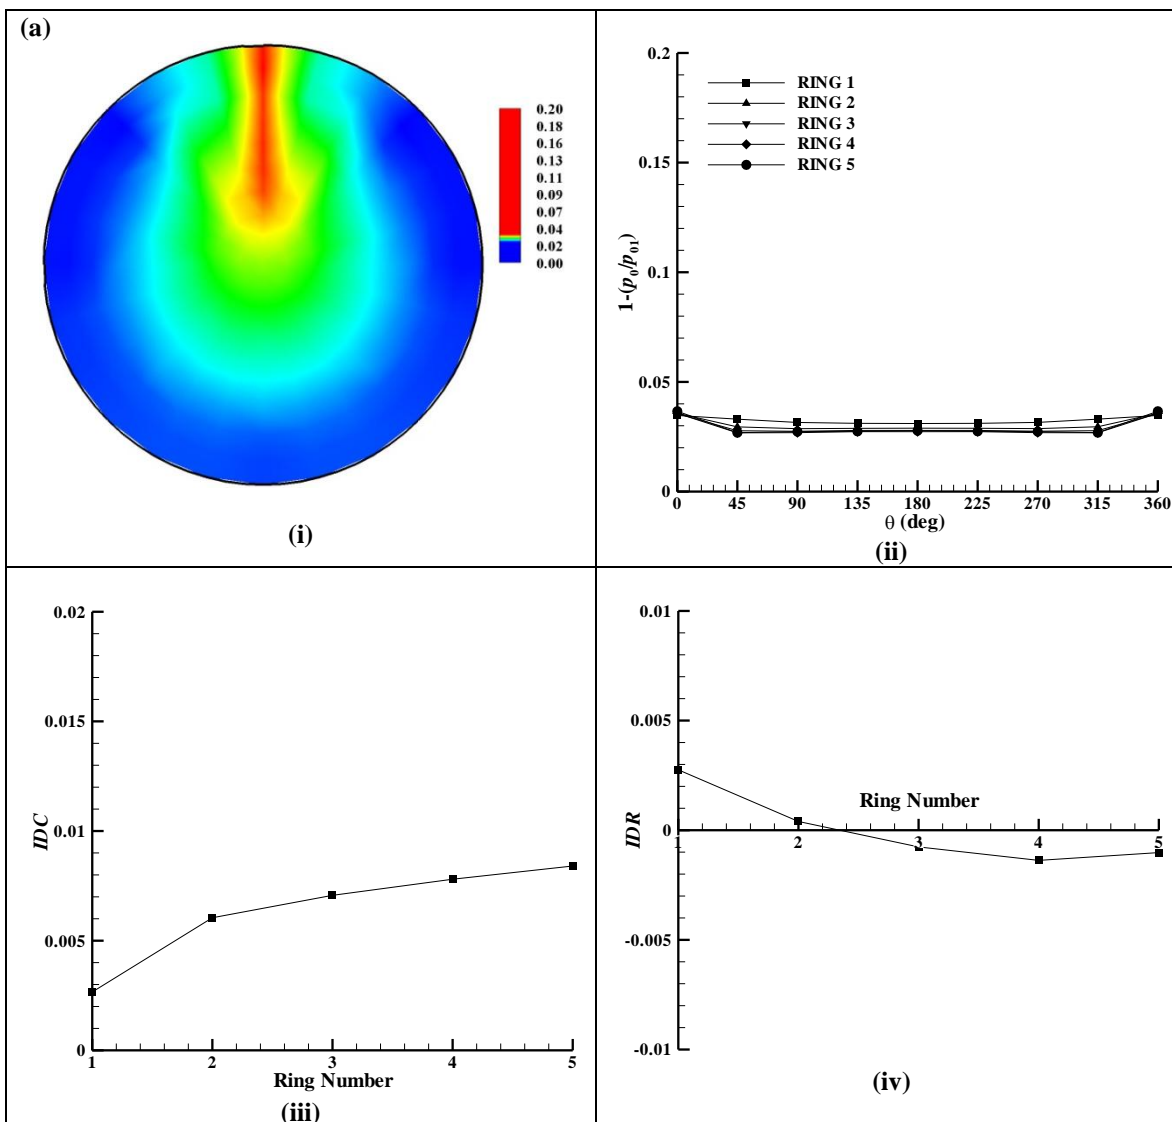 (a)
0.20
0.18
0.16
0.13
0.11
0.09
0.07
0.04
0.02
0.00
(i)
0.2
0.15
0.1
0.05
0
1-(p0/p01)
RING 1
RING 2
RING 3
RING 4
RING 5
0 45 90 135 180 225 270 315 360
θ (deg)
(ii)
0.02
0.015
0.01
0.005
0
IDC
1 2 3 4 5
Ring Number
(iii)
0.01
0.005
0
-0.005
-0.01
IDR
Ring Number
1 2 3 4 5
(iv)